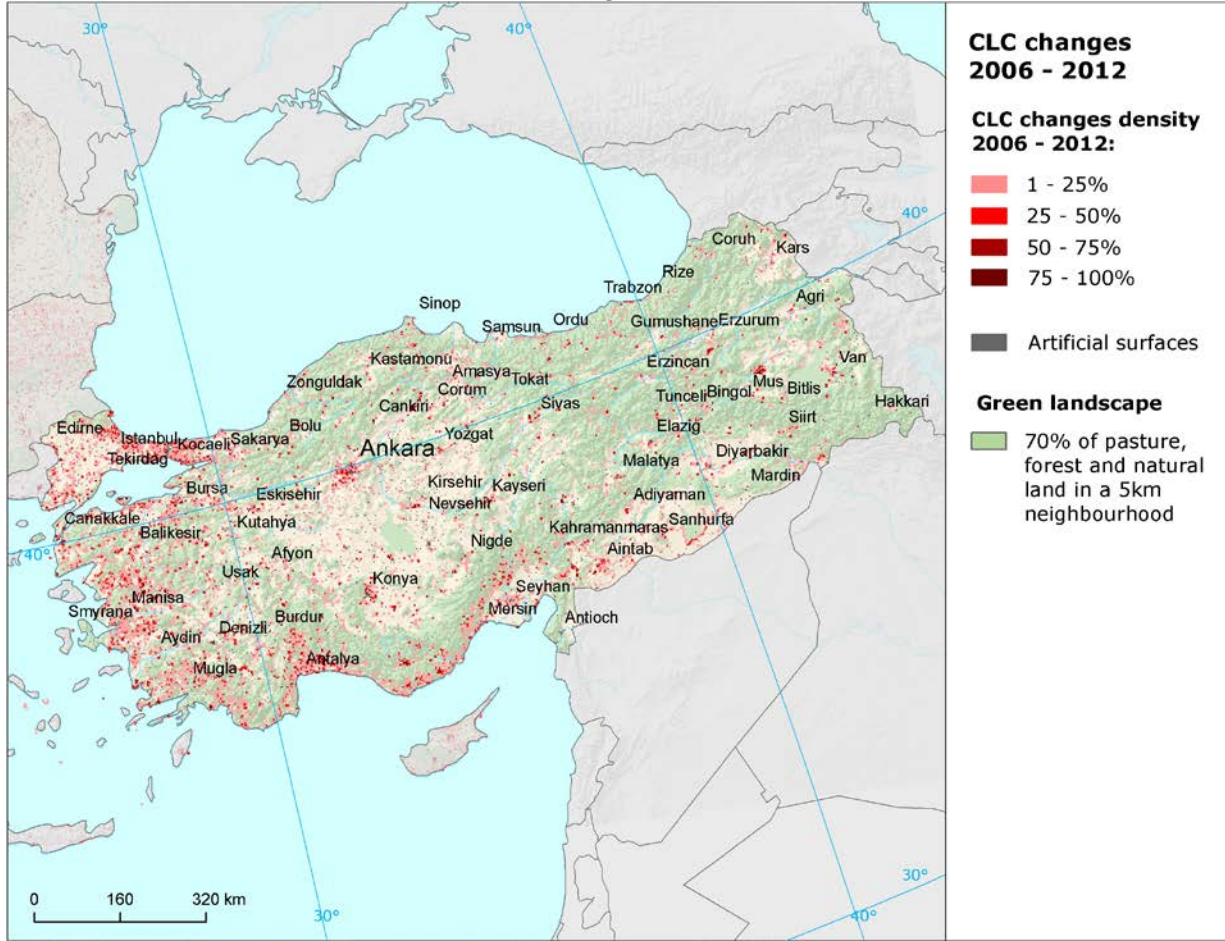 30°
40°
CLC changes
2006 - 2012
CLC changes density
2006 - 2012:
1 - 25%
25 - 50%
50 - 75%
75 - 100%
Artificial surfaces
Green landscape
70% of pasture,
forest and natural
land in a 5km
neighbourhood
40°
Coruh
Kars
Rize
Trabzon
Agri
Sinop
Samsun
Ordu
Gumushane
Erzurum
Kastamonu
Amasya
Tokat
Erzincan
Van
Zonguldak
Corum
Tunceli
Bingol
Mus
Bitlis
Cankiri
Sivas
Hakkari
Edirne
Istanbul
Kocaeli
Sakarya
Bolu
Yozgat
Elazig
Siirt
Tekirdag
Ankara
Malatya
Diyarbakir
Bursa
Eskisehir
Kirsehir
Kayseri
Mardin
Nevsehir
Adiyaman
Canakkale
Balikesir
Kutahya
Kahramanmaras
Sanhurfa
40°
Afyon
Nigde
Aintab
Usak
Konya
Seyhan
Smyrana
Manisa
Mersin
Antioch
Aydin
Denizli
Burdur
Mugla
Antalya
0
160
320 km
30°
40°
30°